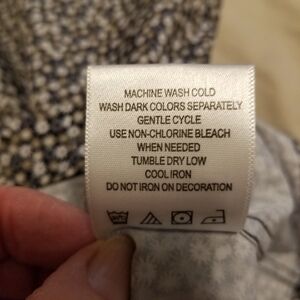 MACHINE WASH COLD
WASH DARK COLORS SEPARATELY
GENTLE CYCLE
USE NON-CHLORINE BLEACH
WHEN NEEDED
TUMBLE DRY LOW
COOL IRON
DO NOT IRON ON DECORATION